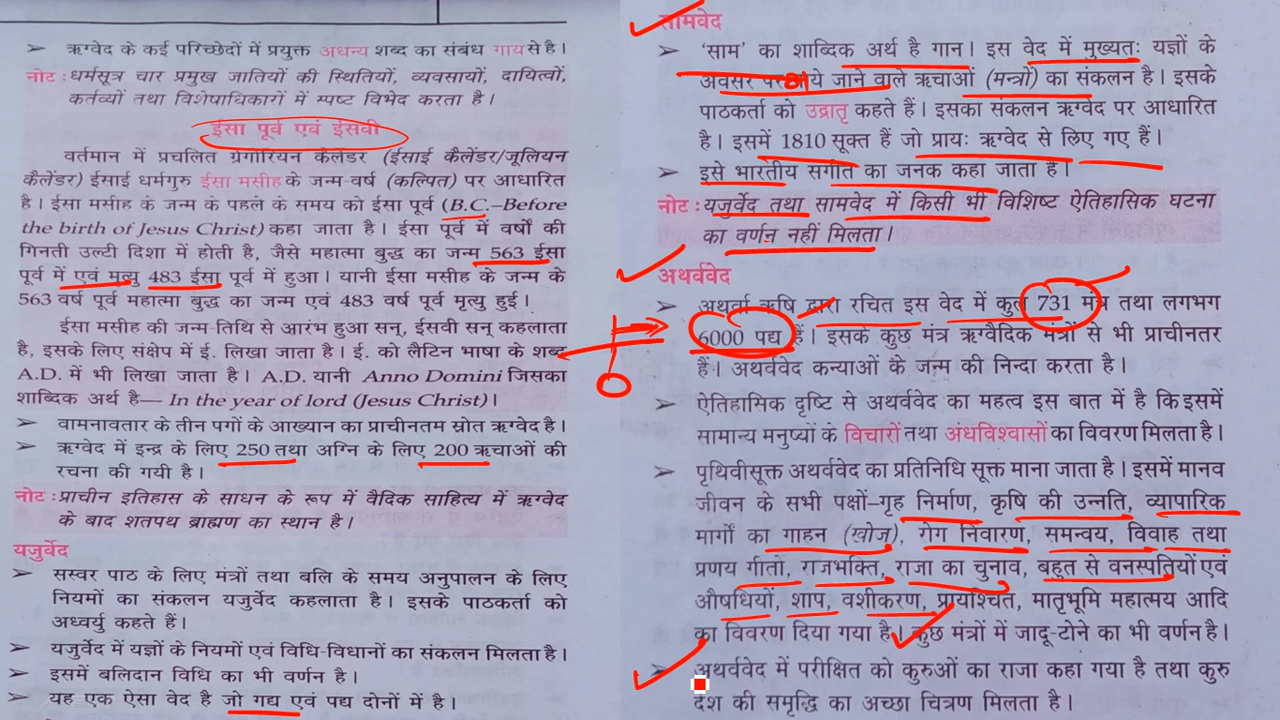 ➢ ऋग्वेद के कई परिच्छेदों में प्रयुक्त अघन्य शब्द का संबंध गाय से है।
नोट : धर्मसूत्र चार प्रमुख जातियों की स्थितियों, व्यवसायों, दायित्वों,
कर्तव्यों तथा विशेषाधिकारों में स्पष्ट विभेद करता है।
ईसा पूर्व एवं ईसवी
वर्तमान में प्रचलित ग्रेगोरियन कैलेंडर (ईसाई कैलेंडर/जूलियन
कैलेंडर) ईसाई धर्मगुरु ईसा मसीह के जन्म-वर्ष (कल्पित) पर आधारित
है। ईसा मसीह के जन्म के पहले के समय को ईसा पूर्व (B.C.–Before
the birth of Jesus Christ) कहा जाता है। ईसा पूर्व में वर्षों की
गिनती उल्टी दिशा में होती है, जैसे महात्मा बुद्ध का जन्म 563 ईसा
पूर्व में एवं मृत्यु 483 ईसा पूर्व में हुआ। यानी ईसा मसीह के जन्म के
563 वर्ष पूर्व महात्मा बुद्ध का जन्म एवं 483 वर्ष पूर्व मृत्यु हुई।
ईसा मसीह की जन्म-तिथि से आरंभ हुआ सन्, ईसवी सन् कहलाता
है, इसके लिए संक्षेप में ई. लिखा जाता है। ई. को लैटिन भाषा के शब्द
A.D. में भी लिखा जाता है। A.D. यानी Anno Domini जिसका
शाब्दिक अर्थ है— In the year of lord (Jesus Christ)।
➢ वामनावतार के तीन पगों के आख्यान का प्राचीनतम स्रोत ऋग्वेद है।
➢ ऋग्वेद में इन्द्र के लिए 250 तथा अग्नि के लिए 200 ऋचाओं की
रचना की गयी है।
नोट : प्राचीन इतिहास के साधन के रूप में वैदिक साहित्य में ऋग्वेद
के बाद शतपथ ब्राह्मण का स्थान है।
यजुर्वेद
➢ सस्वर पाठ के लिए मंत्रों तथा बलि के समय अनुपालन के लिए
नियमों का संकलन यजुर्वेद कहलाता है। इसके पाठकर्ता को
अध्वर्यु कहते हैं।
➢ यजुर्वेद में यज्ञों के नियमों एवं विधि-विधानों का संकलन मिलता है।
➢ इसमें बलिदान विधि का भी वर्णन है।
➢ यह एक ऐसा वेद है जो गद्य एवं पद्य दोनों में है।
सामवेद
➢ 'साम' का शाब्दिक अर्थ है गान। इस वेद में मुख्यतः यज्ञों के
अवसर पर गाये जाने वाले ऋचाओं (मन्त्रों) का संकलन है। इसके
पाठकर्ता को उद्रातृ कहते हैं। इसका संकलन ऋग्वेद पर आधारित
है। इसमें 1810 सूक्त हैं जो प्रायः ऋग्वेद से लिए गए हैं।
➢ इसे भारतीय संगीत का जनक कहा जाता है।
नोट : यजुर्वेद तथा सामवेद में किसी भी विशिष्ट ऐतिहासिक घटना
का वर्णन नहीं मिलता।
अथर्ववेद
➢ अथर्वा ऋषि द्वारा रचित इस वेद में कुल 731 मंत्र तथा लगभग
6000 पद्य हैं। इसके कुछ मंत्र ऋग्वैदिक मंत्रों से भी प्राचीनतर
हैं। अथर्ववेद कन्याओं के जन्म की निन्दा करता है।
➢ ऐतिहासिक दृष्टि से अथर्ववेद का महत्व इस बात में है कि इसमें
सामान्य मनुष्यों के विचारों तथा अंधविश्वासों का विवरण मिलता है।
➢ पृथिवीसूक्त अथर्ववेद का प्रतिनिधि सूक्त माना जाता है। इसमें मानव
जीवन के सभी पक्षों–गृह निर्माण, कृषि की उन्नति, व्यापारिक
मार्गों का गाहन (खोज), रोग निवारण, समन्वय, विवाह तथा
प्रणय गीतों, राजभक्ति, राजा का चुनाव, बहुत से वनस्पतियों एवं
औषधियों, शाप, वशीकरण, प्रायश्चित, मातृभूमि महात्मय आदि
का विवरण दिया गया है। कुछ मंत्रों में जादू-टोने का भी वर्णन है।
➢ अथर्ववेद में परीक्षित को कुरुओं का राजा कहा गया है तथा कुरु
देश की समृद्धि का अच्छा चित्रण मिलता है।